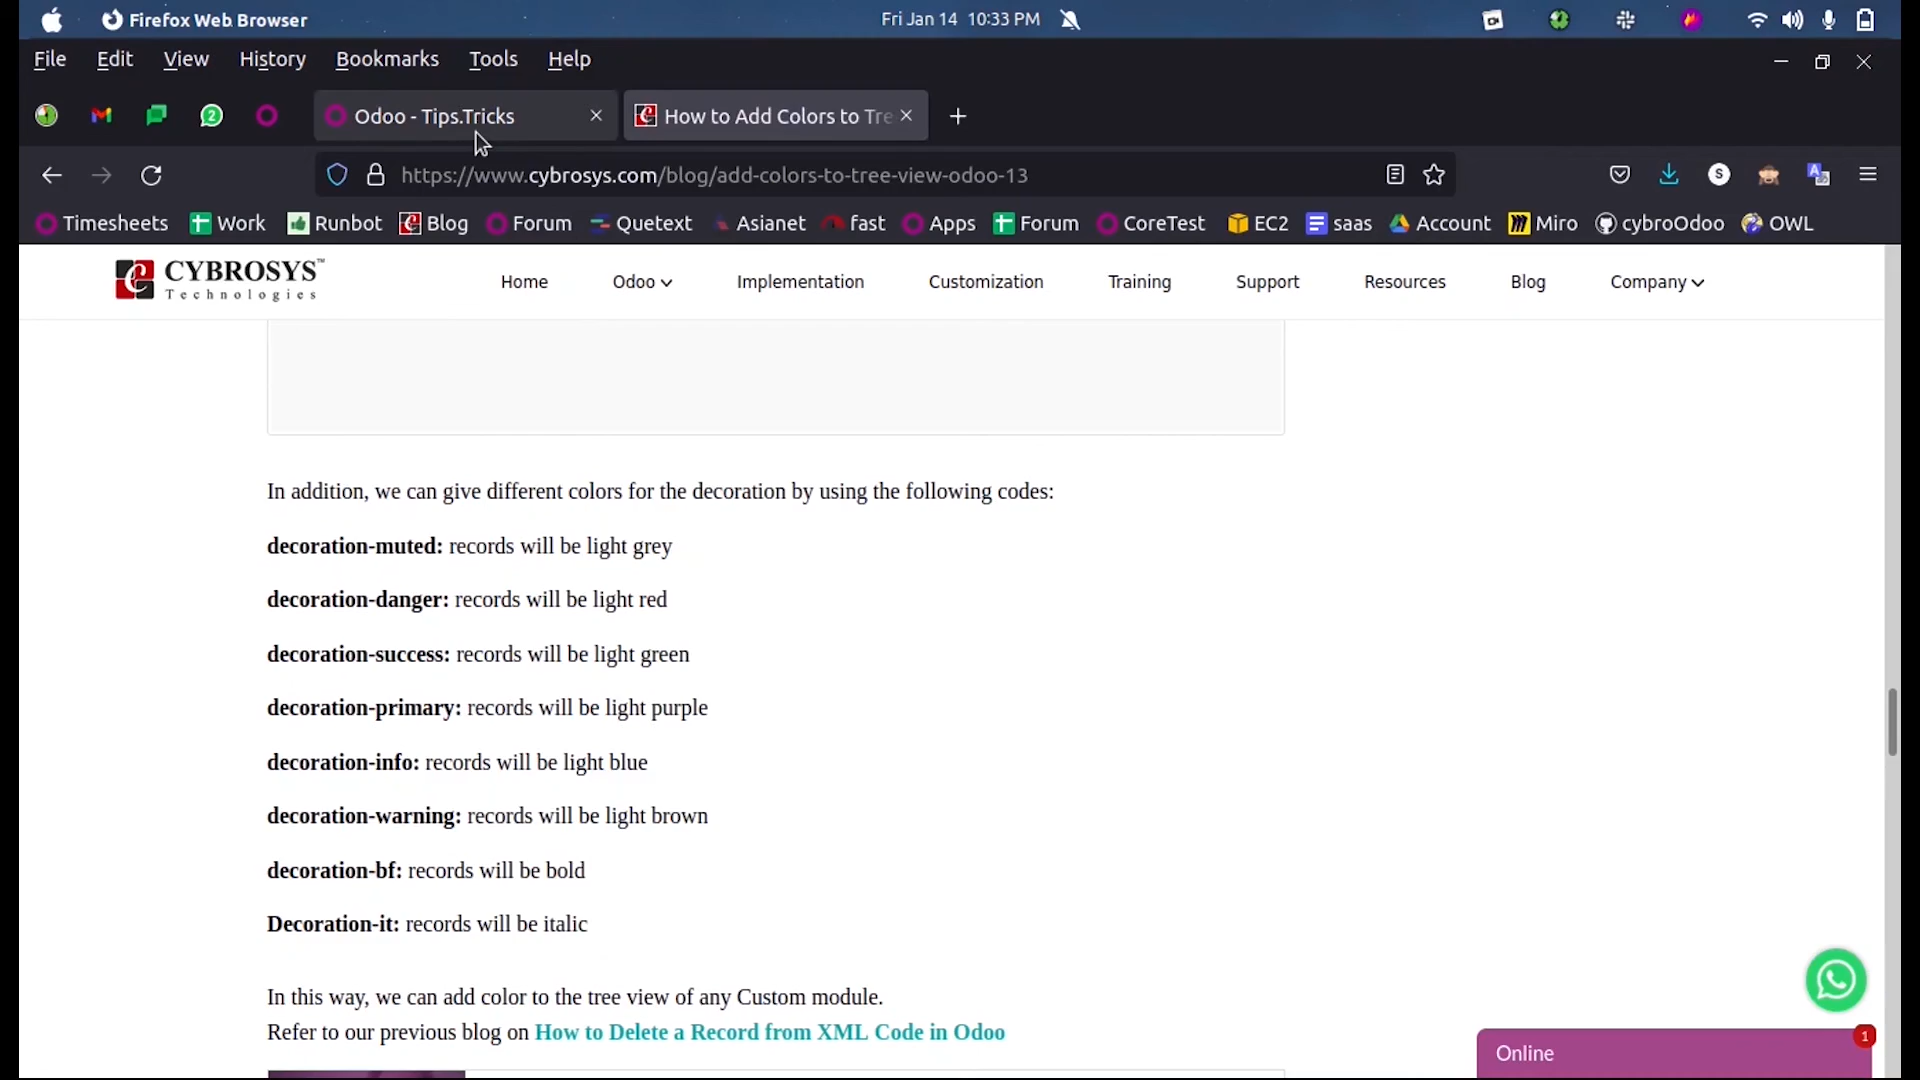 Firefox Web Browser
Fri Jan 14 10:33 PM
File Edit View History Bookmarks Tools Help
2
Odoo - Tips.Tricks
How to Add Colors to Tre
https://www.cybrosys.com/blog/add-colors-to-tree-view-odoo-13
S
Timesheets Work Runbot Blog Forum Quetext Asianet fast Apps Forum CoreTest EC2 saas Account Miro cybroOdoo OWL
CYBROSYS™
Technologies
Home Odoo Implementation Customization Training Support Resources Blog Company
In addition, we can give different colors for the decoration by using the following codes:
decoration-muted: records will be light grey
decoration-danger: records will be light red
decoration-success: records will be light green
decoration-primary: records will be light purple
decoration-info: records will be light blue
decoration-warning: records will be light brown
decoration-bf: records will be bold
Decoration-it: records will be italic
In this way, we can add color to the tree view of any Custom module.
Refer to our previous blog on How to Delete a Record from XML Code in Odoo
1
Online